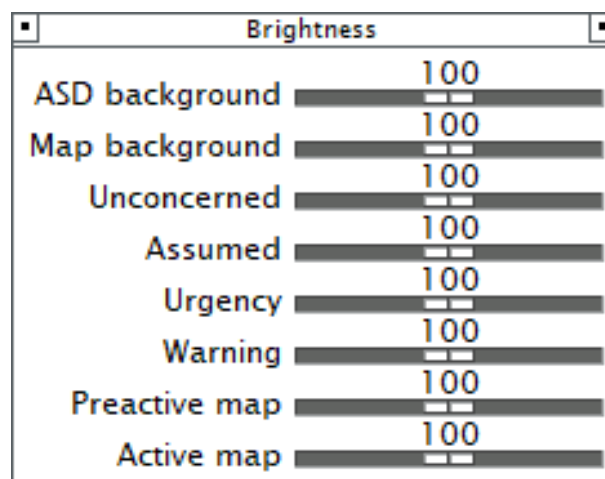 Brightness
100
ASD background
100
Map background
100
Unconcerned
100
Assumed
100
Urgency
100
Warning
100
Preactive map
100
Active map